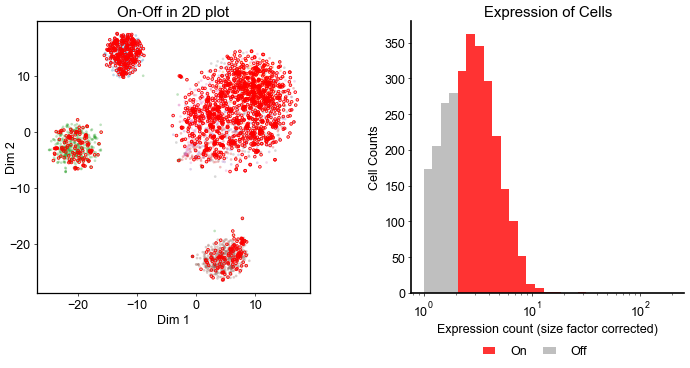 On-Off in 2D plot
Dim 2
10
0
−10
−20
−20
−10
0
10
Dim 1
Expression of Cells
Cell Counts
350
300
250
200
150
100
50
0
10^0
10^1
10^2
Expression count (size factor corrected)
On
Off